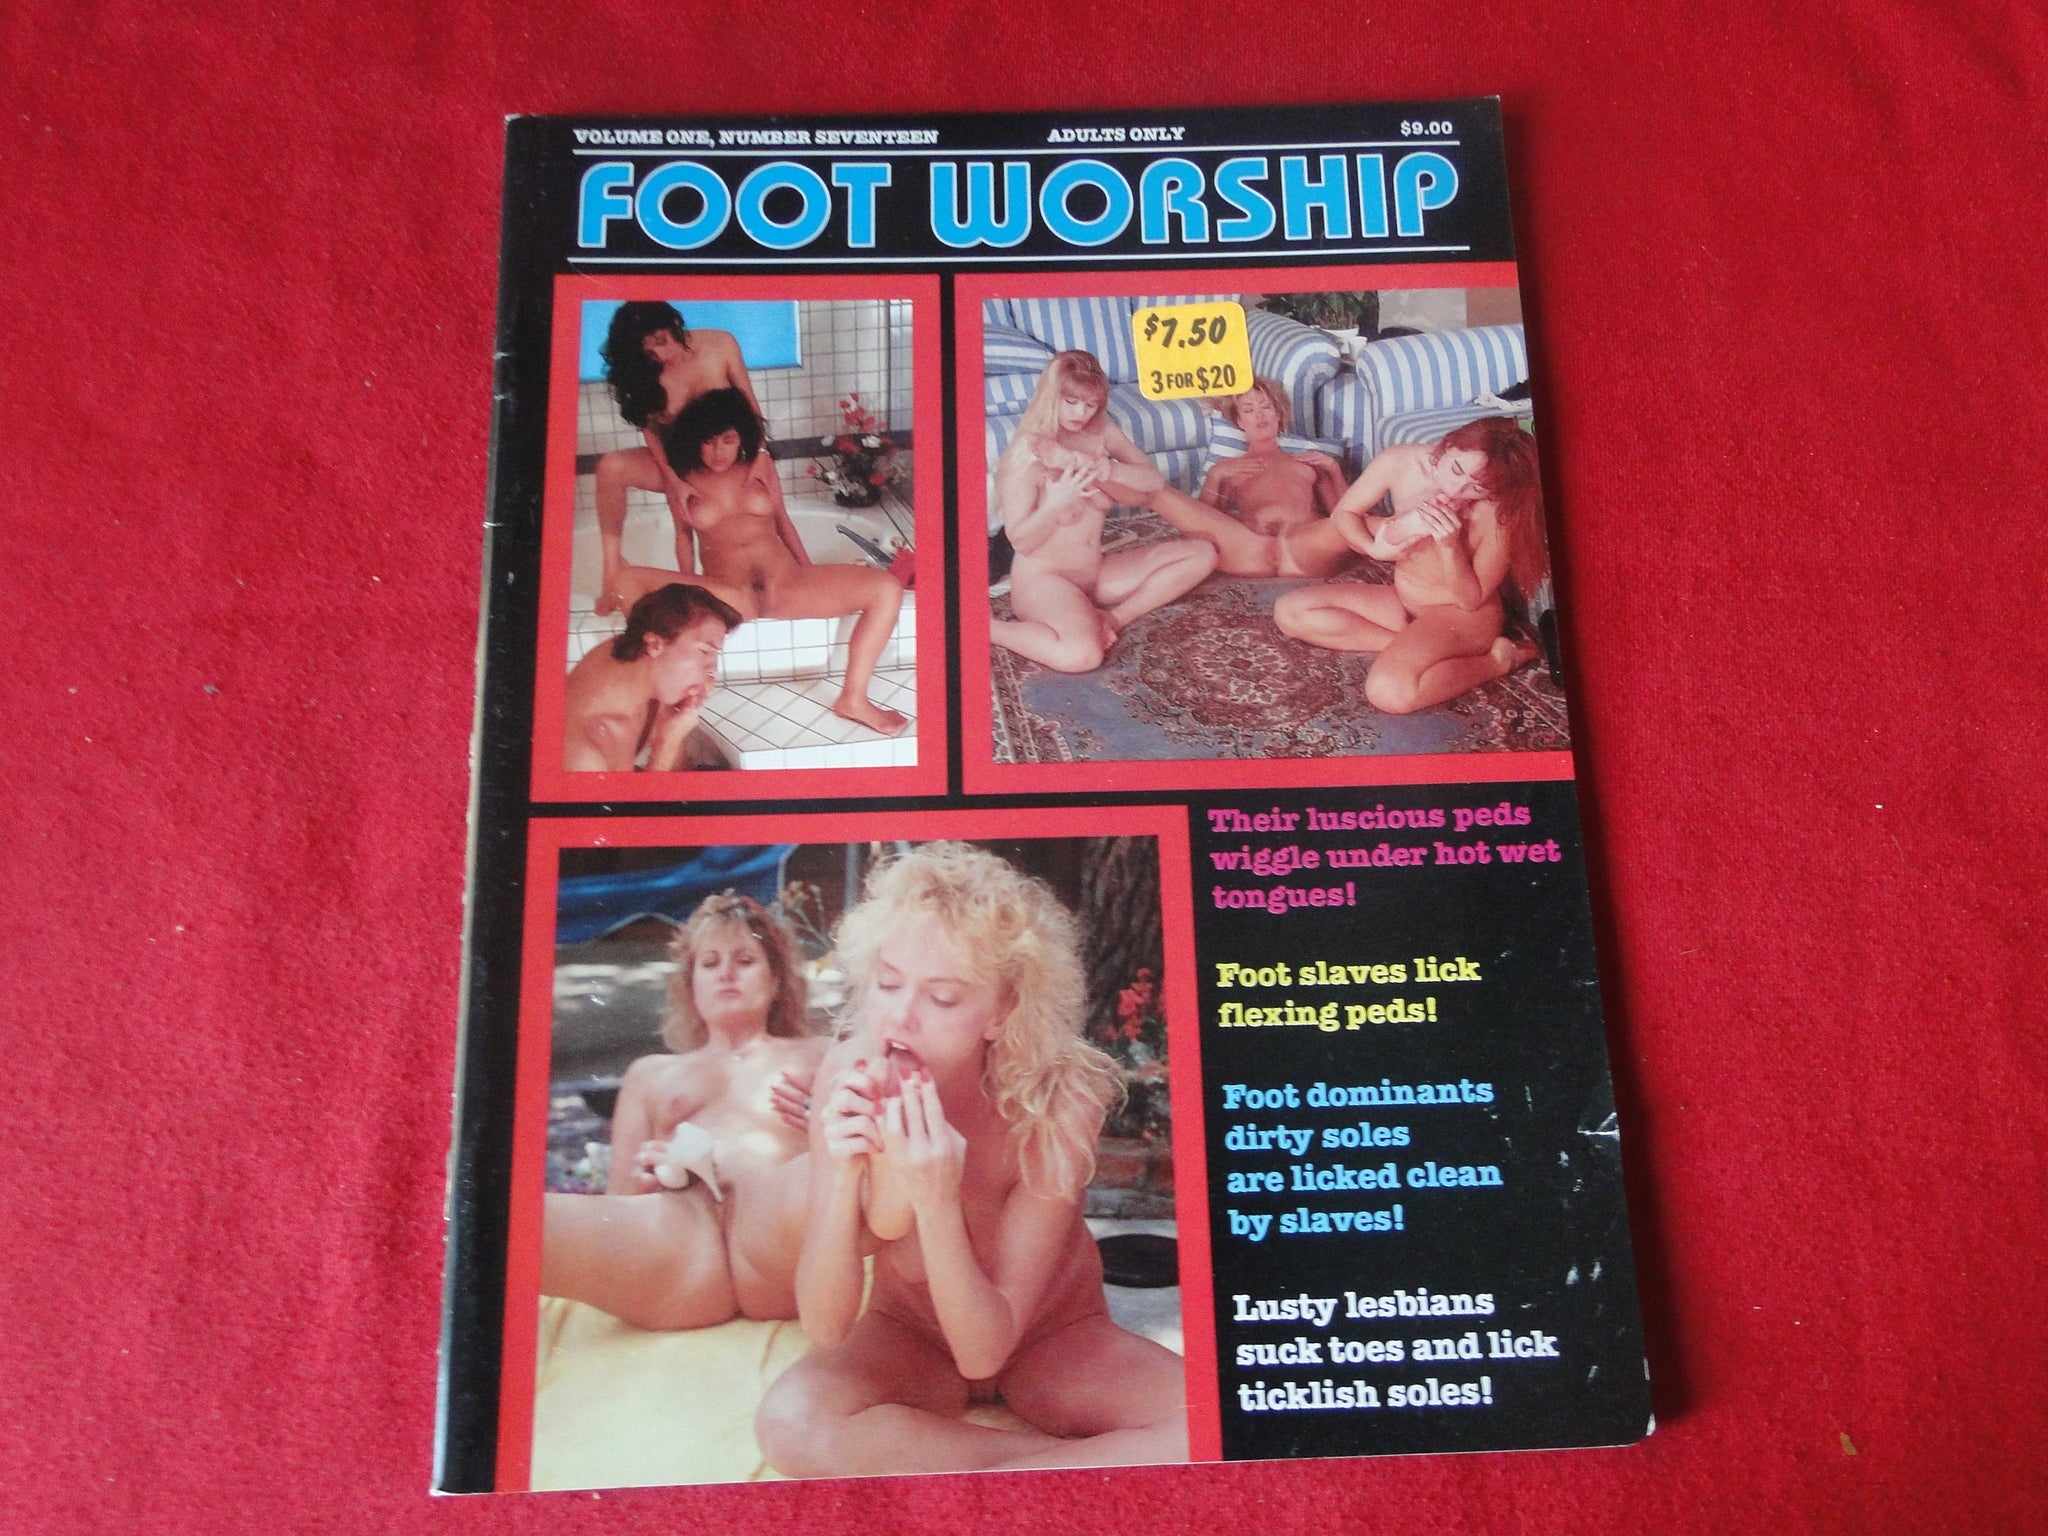 VOLUME ONE, NUMBER SEVENTEEN ADULTS ONLY $9.00
FOOT WORSHIP
$7.50
3 FOR $20
Their luscious peds
wiggle under hot wet
tongues!
Foot slaves lick
flexing peds!
Foot dominants
dirty soles
are licked clean
by slaves!
Lusty lesbians
suck toes and lick
ticklish soles!